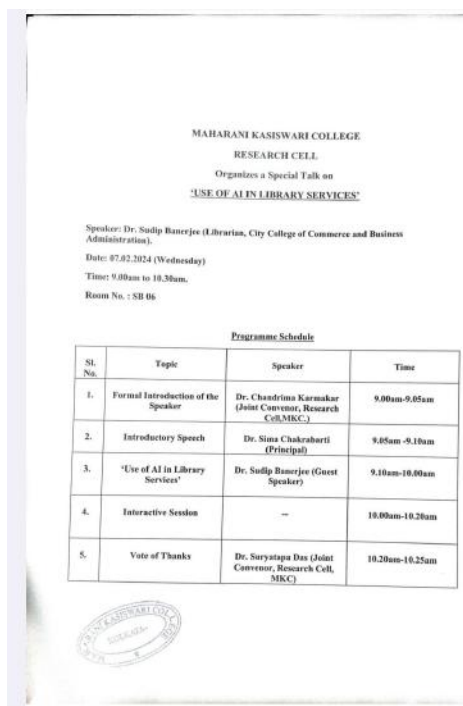 MAHARANI KASISWARI COLLEGE
RESEARCH CELL
Organizes a Special Talk on
'USE OF AI IN LIBRARY SERVICES'
Speaker: Dr. Sudip Banerjee (Librarian, City College of Commerce and Business
Administration).
Date: 07.02.2024 (Wednesday)
Time: 9.00am to 10.30am.
Room No. : SB 06
Programme Schedule
Sl. No. Topic Speaker Time
1. Formal Introduction of the Speaker Dr. Chandrima Karmakar (Joint Convenor, Research Cell,MKC.) 9.00am-9.05am
2. Introductory Speech Dr. Sima Chakrabarti (Principal) 9.05am -9.10am
3. 'Use of AI in Library Services' Dr. Sudip Banerjee (Guest Speaker) 9.10am-10.00am
4. Interactive Session -- 10.00am-10.20am
5. Vote of Thanks Dr. Suryatapa Das (Joint Convenor, Research Cell, MKC) 10.20am-10.25am
MAHARANI KASISWARI COLLEGE
KOLKATA-